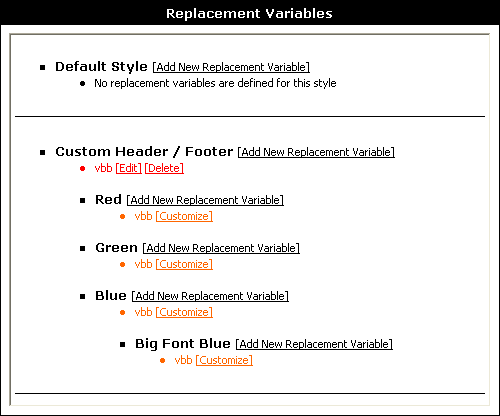 Replacement Variables
Default Style [Add New Replacement Variable]
No replacement variables are defined for this style
Custom Header / Footer [Add New Replacement Variable]
vbb [Edit] [Delete]
Red [Add New Replacement Variable]
vbb [Customize]
Green [Add New Replacement Variable]
vbb [Customize]
Blue [Add New Replacement Variable]
vbb [Customize]
Big Font Blue [Add New Replacement Variable]
vbb [Customize]